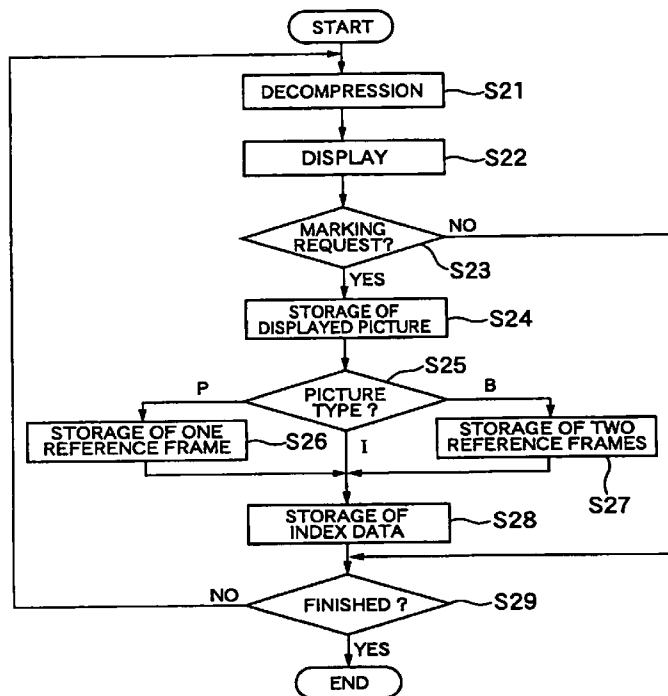 START
DECOMPRESSION
S21
DISPLAY
S22
MARKING
REQUEST?
NO
S23
YES
STORAGE OF
DISPLAYED PICTURE
S24
S25
P
PICTURE
TYPE ?
B
STORAGE OF ONE
REFERENCE FRAME
S26
I
STORAGE OF TWO
REFERENCE FRAMES
S27
STORAGE OF
INDEX DATA
S28
NO
FINISHED ?
S29
YES
END